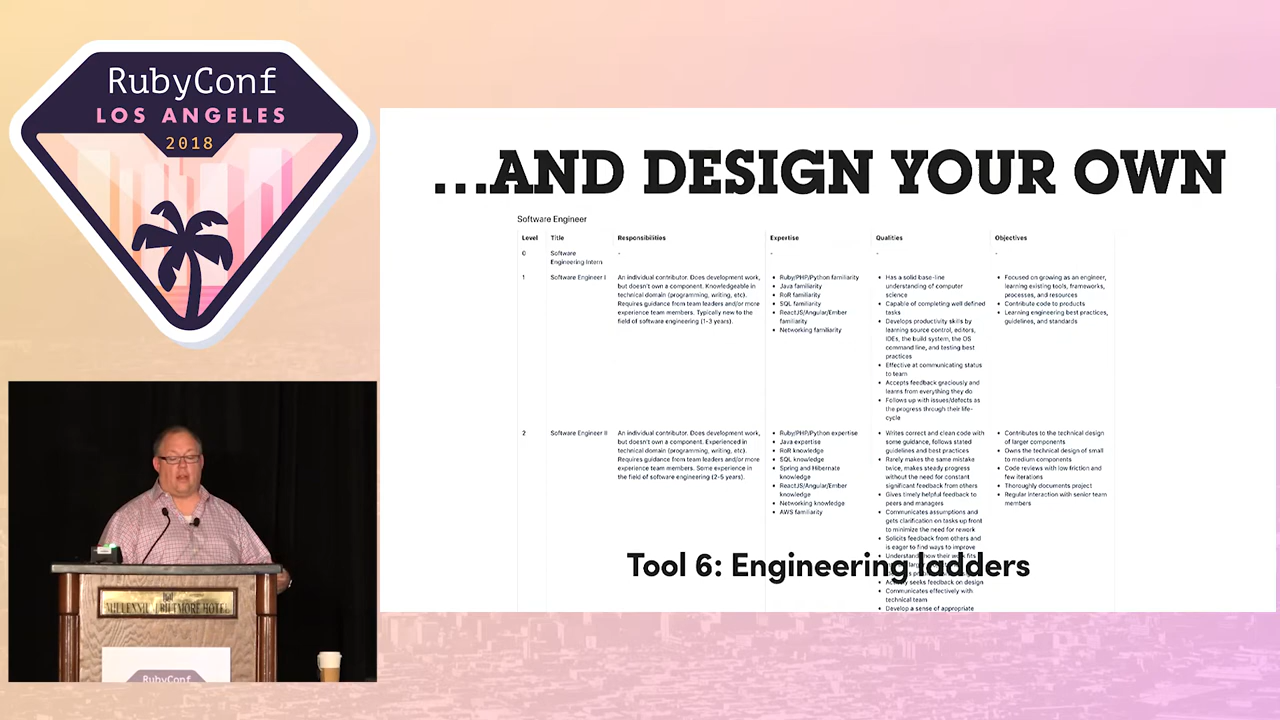 RubyConf
LOS ANGELES
2018
...AND DESIGN YOUR OWN
Software Engineer
Level Title Responsibilities Expertise Qualities Objectives
0 Software Engineering Intern - - - -
1 Software Engineer I
An individual contributor. Does development work,
but doesn't own a component. Knowledgeable in
technical domain (programming, writing, etc).
Requires guidance from team leaders and/or more
experience team members. Typically new to the
field of software engineering (1-3 years).
• Ruby/PHP/Python familiarity
• Java familiarity
• RoR familiarity
• SQL familiarity
• ReactJS/Angular/Ember
familiarity
• Networking familiarity
• Has a solid base-line
understanding of computer
science
• Capable of completing well defined
tasks
• Develops productivity skills by
learning source control, editors,
IDEs, the build system, the OS
command line, and testing best
practices
• Effective at communicating status
to team
• Accepts feedback graciously and
learns from everything they do
• Follows up with issues/defects as
the progress through their life-
cycle
• Focused on growing as an engineer,
learning existing tools, frameworks,
processes, and resources
• Contribute code to products
• Learning engineering best practices,
guidelines, and standards
2 Software Engineer II
An individual contributor. Does development work,
but doesn't own a component. Experienced in
technical domain (programming, writing, etc).
Requires guidance from team leaders and/or more
experience team members. Some experience in
the field of software engineering (2-5 years).
• Ruby/PHP/Python expertise
• Java expertise
• RoR knowledge
• SQL knowledge
• Spring and Hibernate
knowledge
• ReactJS/Angular/Ember
knowledge
• Networking knowledge
• AWS familiarity
• Writes correct and clean code with
some guidance, follows stated
guidelines and best practices
• Rarely makes the same mistake
twice, makes steady progress
without the need for constant
significant feedback from others
• Gives timely helpful feedback to
peers and managers
• Communicates assumptions and
gets clarification on tasks up front
to minimize the need for rework
• Solicits feedback from others and
is eager to find ways to improve
• Understand how their work fits
seeks feedback on design
• Communicates effectively with
technical team
• Develop a sense of appropriate
• Contributes to the technical design
of larger components
• Owns the technical design of small
to medium components
• Code reviews with low friction and
few iterations
• Thoroughly documents project
• Regular interaction with senior team
members
Tool 6: Engineering ladders
MILLENNIUM BILTMORE HOTEL
RubyConf